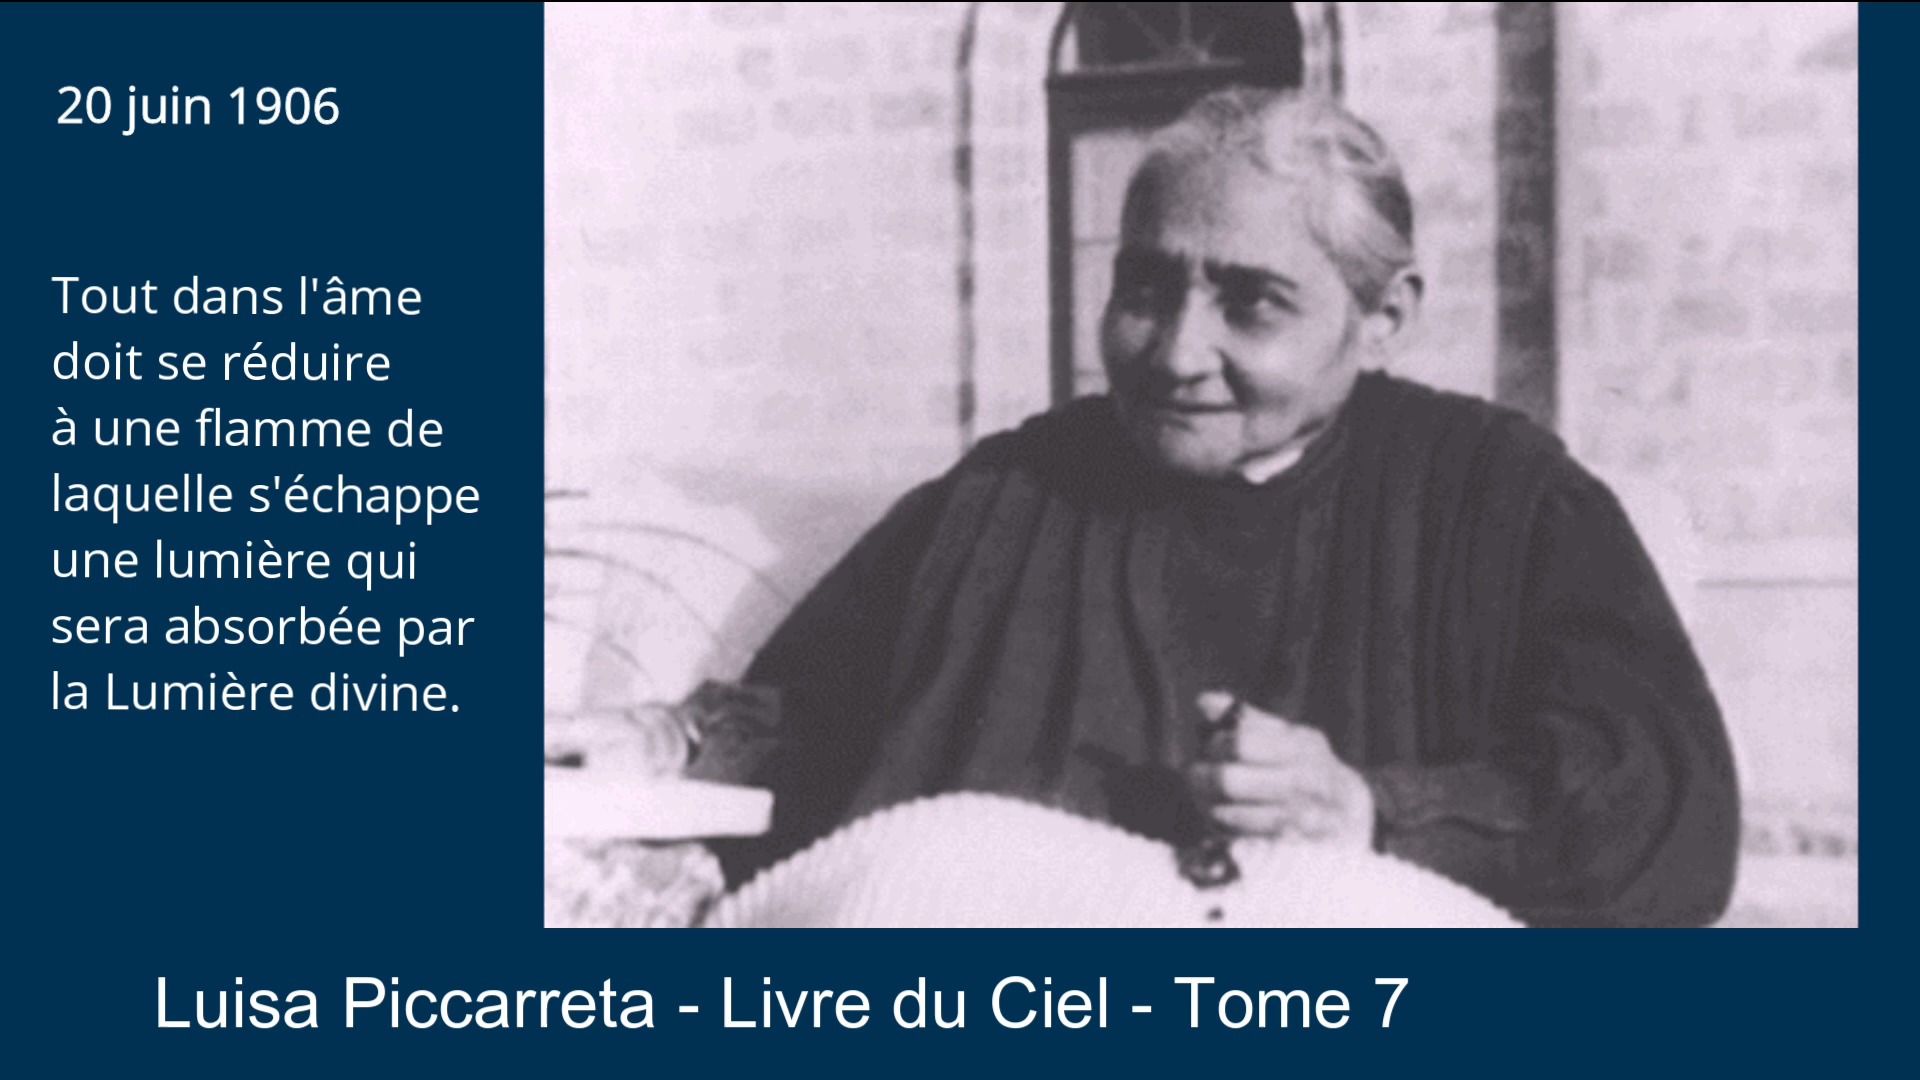 20 juin 1906
Tout dans l'âme
doit se réduire
à une flamme de
laquelle s'échappe
une lumière qui
sera absorbée par
la Lumière divine.
Luisa Piccarreta - Livre du Ciel - Tome 7